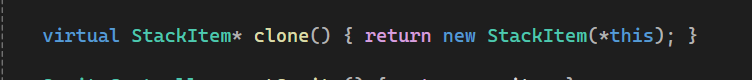 virtual StackItem* clone() { return new StackItem(*this); }